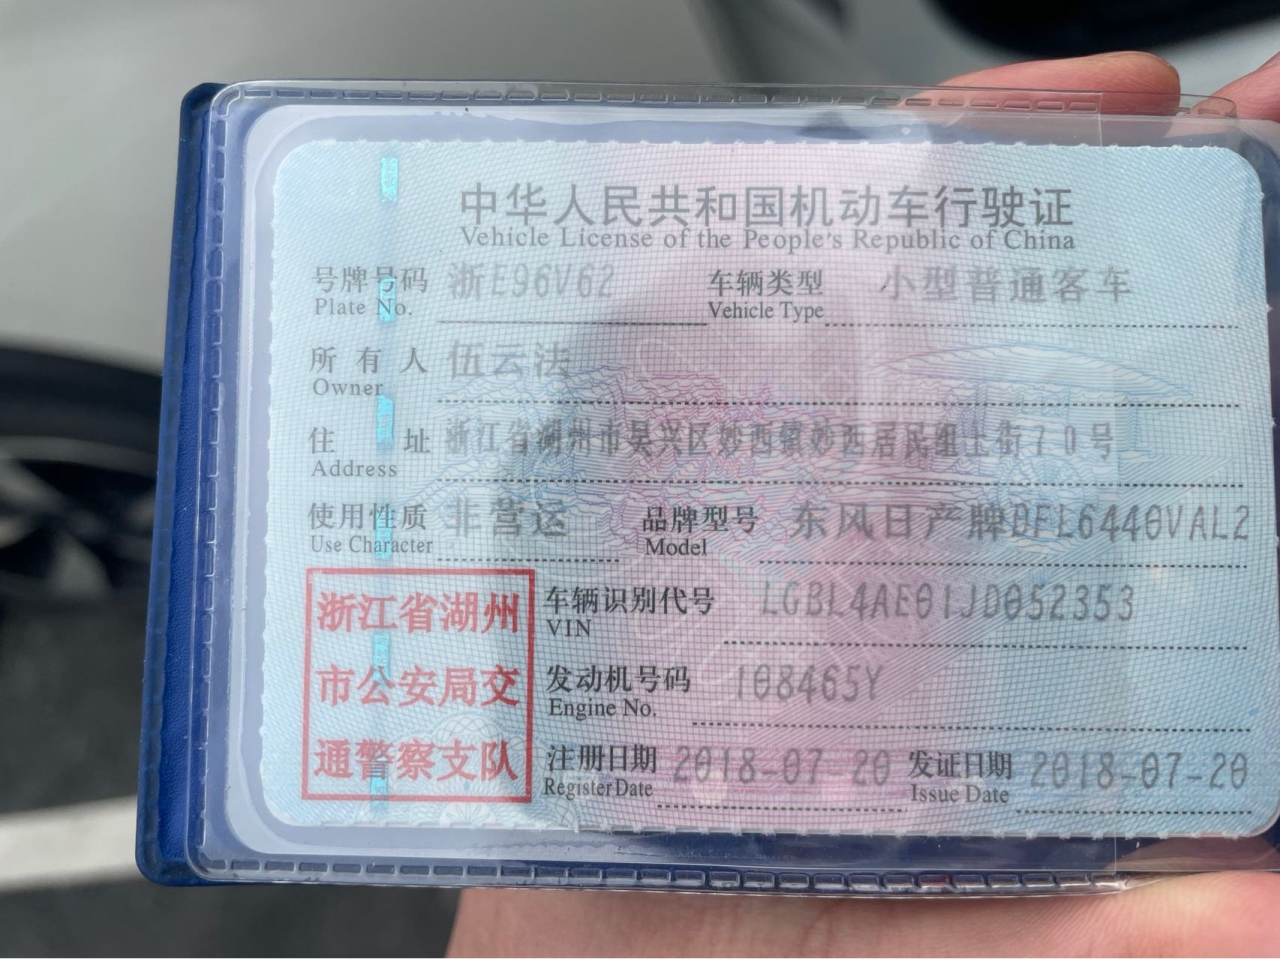 中华人民共和国机动车行驶证
Vehicle License of the People's Republic of China
号牌号码 浙E96V62 车辆类型 小型普通客车
Plate No. Vehicle Type
所有人 伍云法
Owner
住址 浙江省湖州市吴兴区妙西镇妙西居民组上街70号
Address
使用性质 非营运 品牌型号 东风日产牌DFL6440VAL2
Use Character Model
浙江省湖州
市公安局交
通警察支队
车辆识别代号 LGBL4AE01JD052353
VIN
发动机号码 108465Y
Engine No.
注册日期 2018-07-20 发证日期 2018-07-20
Register Date Issue Date